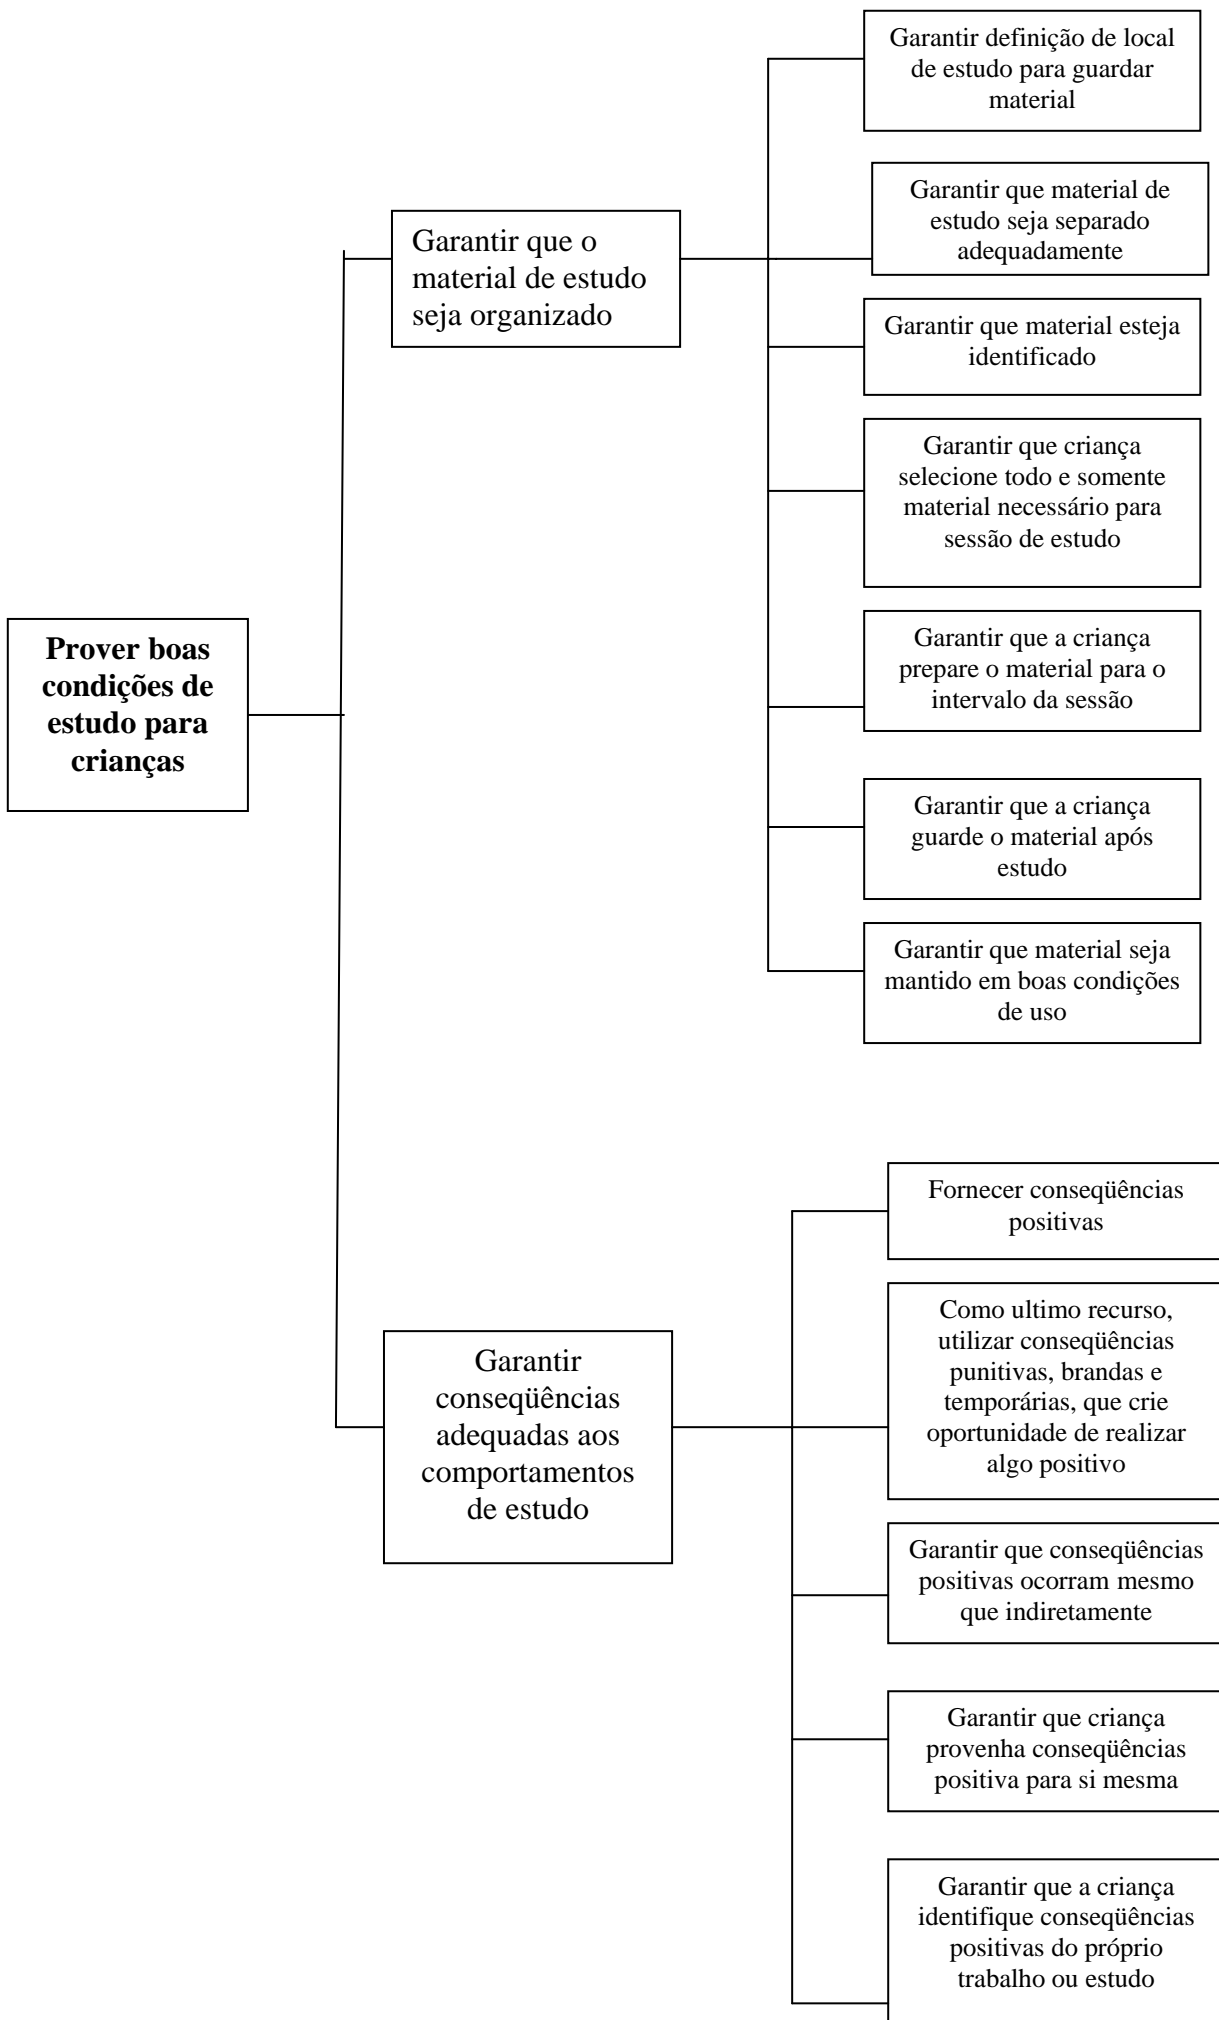 Garantir definição de local
de estudo para guardar
material
Garantir que material de
estudo seja separado
adequadamente
Garantir que o
material de estudo
seja organizado
Garantir que material esteja
identificado
Garantir que criança
selecione todo e somente
material necessário para
sessão de estudo
Prover boas
condições de
estudo para
crianças
Garantir que a criança
prepare o material para o
intervalo da sessão
Garantir que a criança
guarde o material após
estudo
Garantir que material seja
mantido em boas condições
de uso
Fornecer conseqüências
positivas
Como ultimo recurso,
utilizar conseqüências
punitivas, brandas e
temporárias, que crie
oportunidade de realizar
algo positivo
Garantir
conseqüências
adequadas aos
comportamentos
de estudo
Garantir que conseqüências
positivas ocorram mesmo
que indiretamente
Garantir que criança
provenha conseqüências
positiva para si mesma
Garantir que a criança
identifique conseqüências
positivas do próprio
trabalho ou estudo